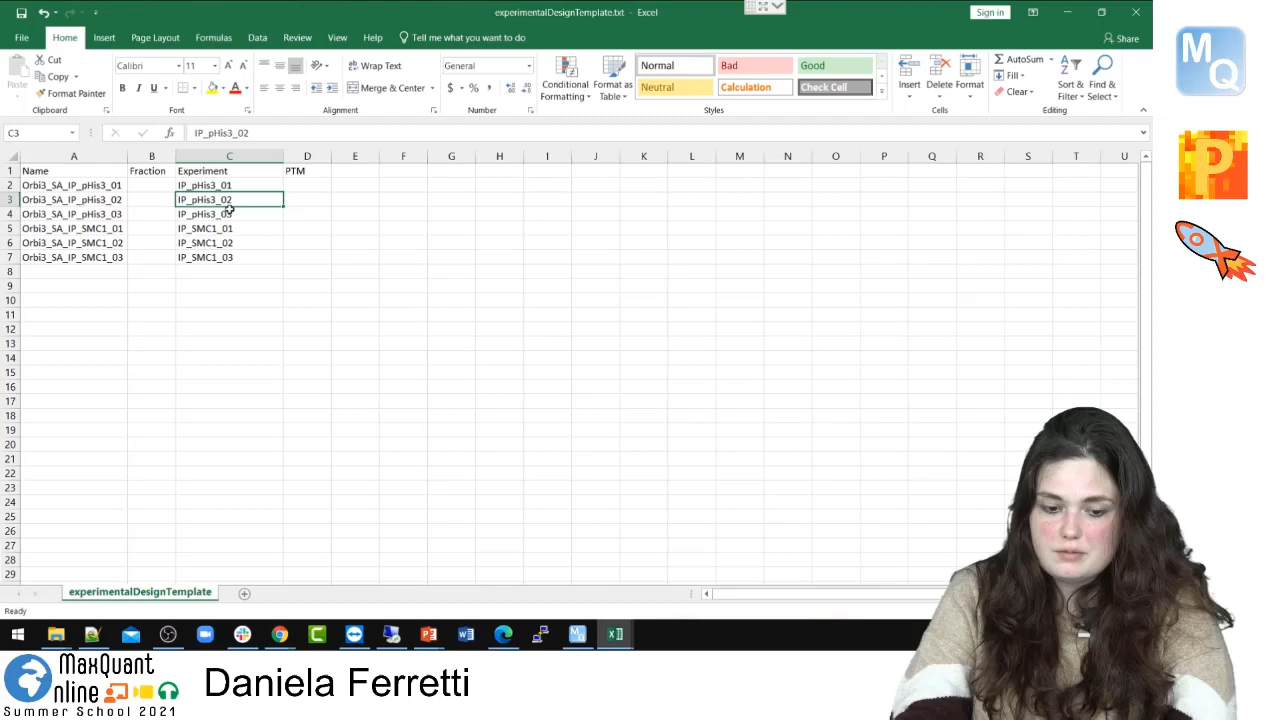 experimentalDesignTemplate.txt - Excel
Sign in
File Home Insert Page Layout Formulas Data Review View Help Tell me what you want to do
Share
Paste
Cut
Copy
Format Painter
Clipboard
Calibri 11
B I U A
Font
Wrap Text
Merge & Center
Alignment
General
$ % ,
Number
Conditional Formatting
Format as Table
Normal Bad Good
Neutral Calculation Check Cell
Styles
Insert Delete Format
Cells
AutoSum
Fill
Clear
Sort & Filter
Find & Select
Editing
C3 fx IP_pHis3_02
A B C D E F G H I J K L M N O P Q R S T U
1 Name Fraction Experiment PTM
2 Orbi3_SA_IP_pHis3_01 IP_pHis3_01
3 Orbi3_SA_IP_pHis3_02 IP_pHis3_02
4 Orbi3_SA_IP_pHis3_03 IP_pHis3_03
5 Orbi3_SA_IP_SMC1_01 IP_SMC1_01
6 Orbi3_SA_IP_SMC1_02 IP_SMC1_02
7 Orbi3_SA_IP_SMC1_03 IP_SMC1_03
8
9
10
11
12
13
14
15
16
17
18
19
20
21
22
23
24
25
26
27
28
29
experimentalDesignTemplate
Ready
MQ
P
MaxQuant
Online
Summer School 2021
Daniela Ferretti